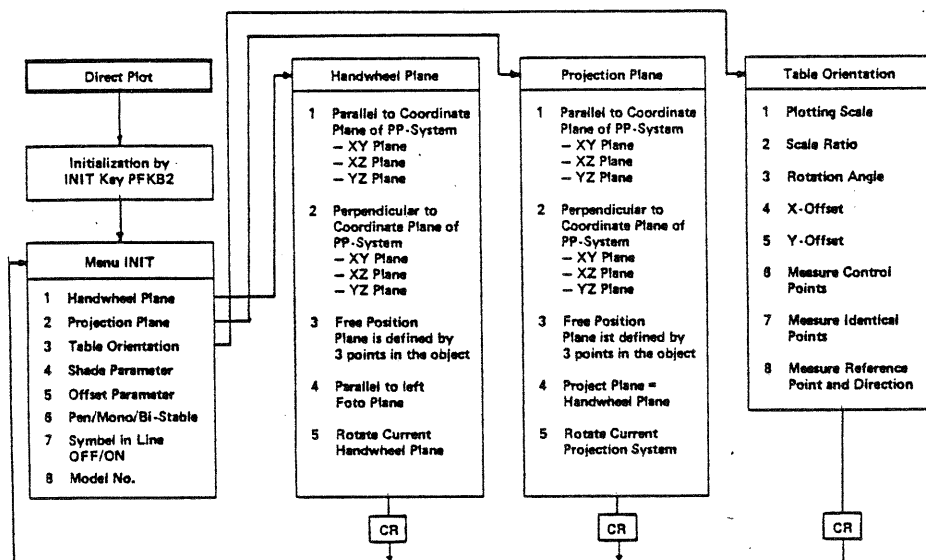 Direct Plot
Initialization by
INIT Key PFKB2
Menu INIT
1 Handwheel Plane
2 Projection Plane
3 Table Orientation
4 Shade Parameter
5 Offset Parameter
6 Pen/Mono/Bi-Stable
7 Symbel in Line
OFF/ON
8 Model No.
Handwheel Plane
1 Parallel to Coordinate
Plane of PP-System
– XY Plane
– XZ Plane
– YZ Plane
2 Perpendicular to
Coordinate Plane of
PP-System
– XY Plane
– XZ Plane
– YZ Plane
3 Free Position
Plane is defined by
3 points in the object
4 Parallel to left
Foto Plane
5 Rotate Current
Handwheel Plane
CR
Projection Plane
1 Parallel to Coordinate
Plane of PP-System
– XY Plane
– XZ Plane
– YZ Plane
2 Perpendicular to
Coordinate Plane of
PP-System
– XY Plane
– XZ Plane
– YZ Plane
3 Free Position
Plane ist defined by
3 points in the object
4 Project Plane =
Handwheel Plane
5 Rotate Current
Projection System
CR
Table Orientation
1 Plotting Scale
2 Scale Ratio
3 Rotation Angle
4 X-Offset
5 Y-Offset
6 Measure Control
Points
7 Measure Identical
Points
8 Measure Reference
Point and Direction
CR